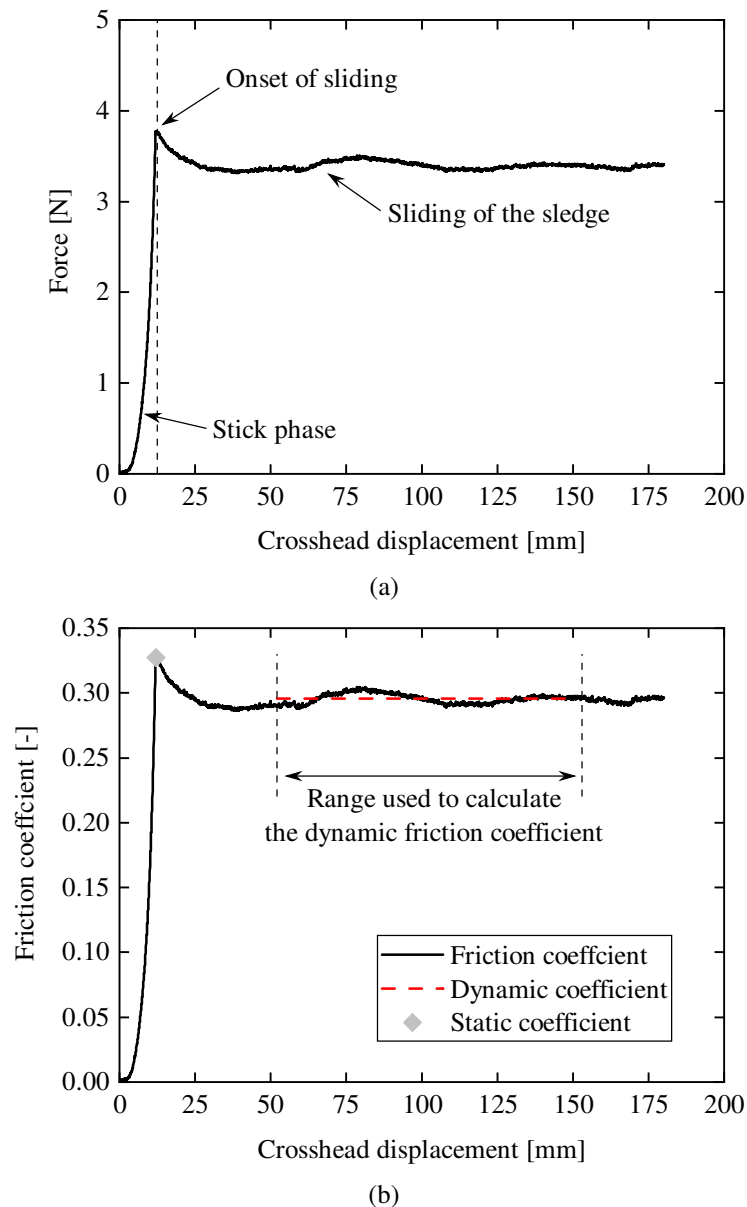 5
4
3
2
1
0
Force [N]
Onset of sliding
Sliding of the sledge
Stick phase
0 25 50 75 100 125 150 175 200
Crosshead displacement [mm]
(a)
0.35
0.30
0.25
0.20
0.15
0.10
0.05
0.00
Friction coeffcient [-]
Range used to calculate
the dynamic friction coefficient
Friction coeffcient
Dynamic coefficient
Static coefficient
0 25 50 75 100 125 150 175 200
Crosshead displacement [mm]
(b)